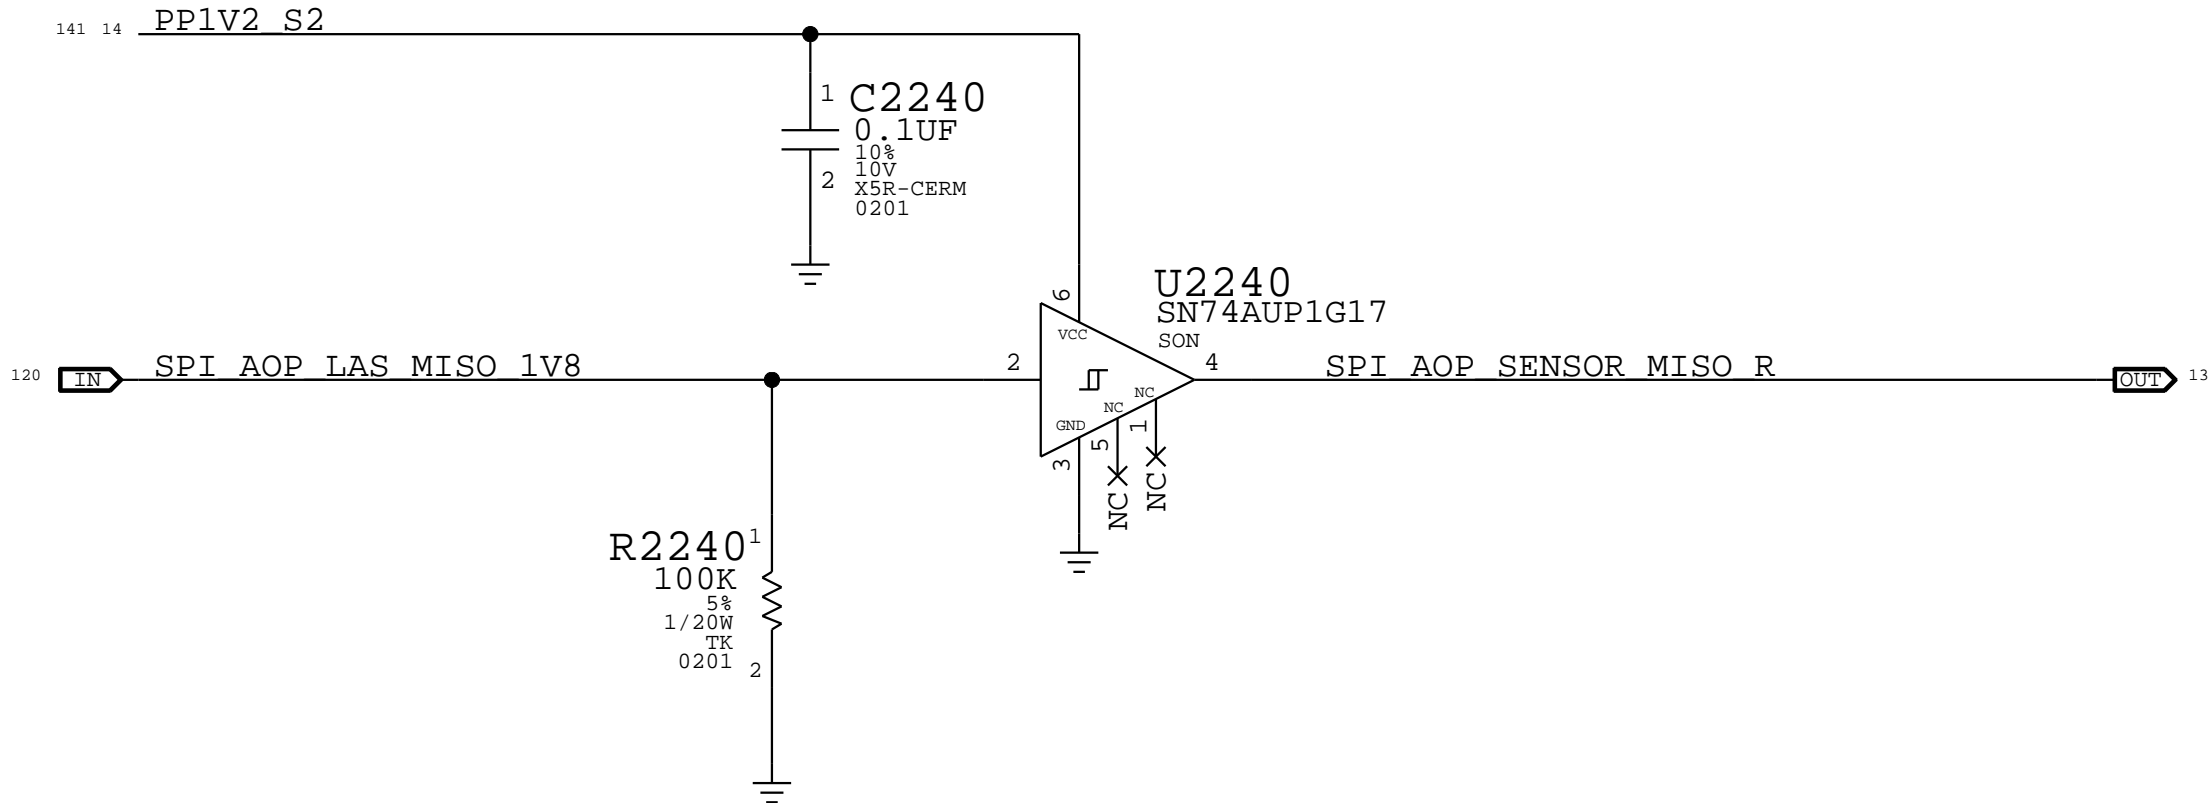 141 14 PP1V2_S2
1 C2240
0.1UF
10%
10V
2 X5R-CERM
0201
U2240
SN74AUP1G17
SON
6
VCC
120 IN SPI_AOP_LAS_MISO_1V8 2 4 SPI_AOP_SENSOR_MISO_R OUT 13
NC
NC
GND
1
5
3
NC
NC
R2240 1
100K
5%
1/20W
TK
0201 2